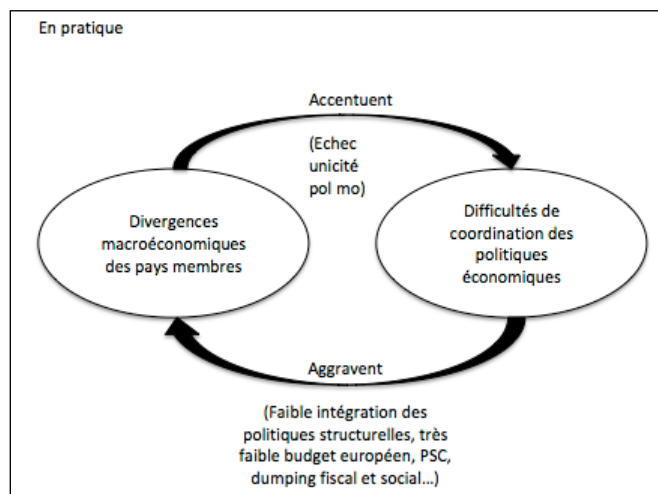 En pratique
Accentuent
(Echec
unicité
pol mo)
Divergences
macroéconomiques
des pays membres
Difficultés de
coordination des
politiques
économiques
Aggravent
(Faible intégration des
politiques structurelles, très
faible budget européen, PSC,
dumping fiscal et social...)